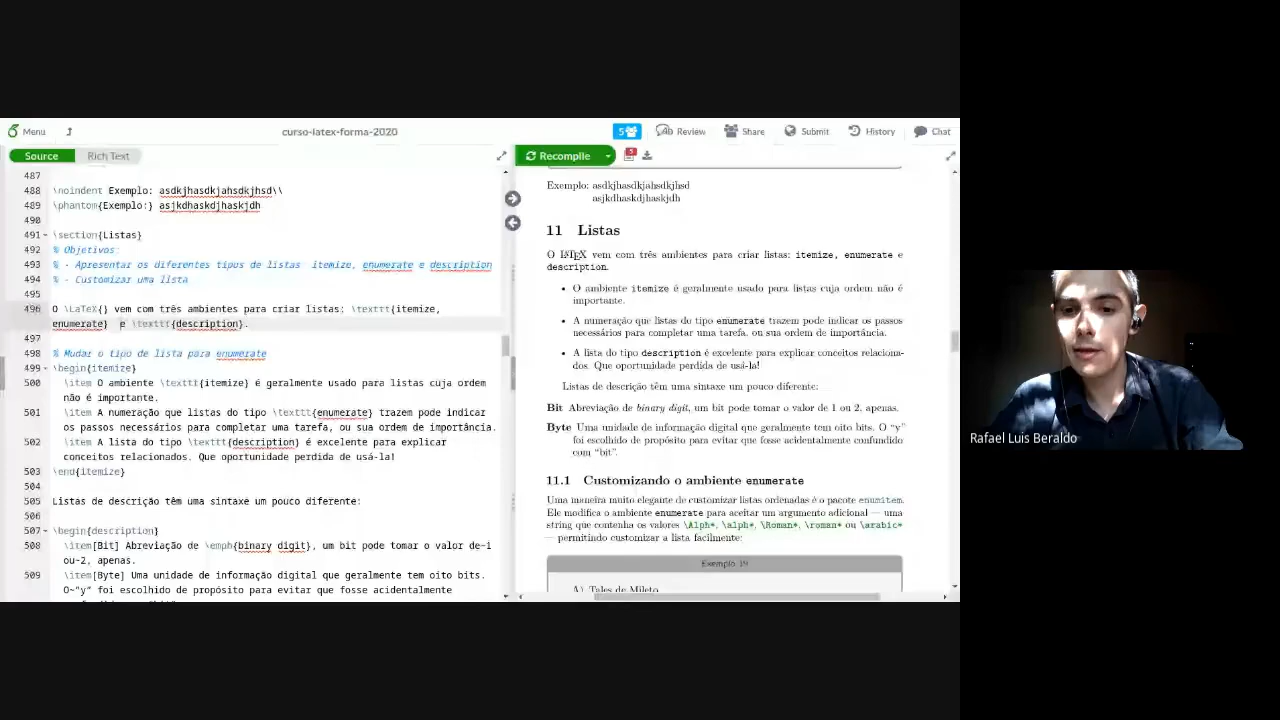 Menu
curso-latex-forma-2020
5
Review
Share
Submit
History
Chat
Source
Rich Text
Recompile
487
488 \noindent Exemplo: asdkjhasdkjahsdkjhsd\\
489 \phantom{Exemplo:} asjkdhaskdjhaskjdh
490
491 \section{Listas}
492 % Objetivos:
493 % - Apresentar os diferentes tipos de listas itemize, enumerate e description
494 % - Customizar uma lista
495
496 O \LaTeX{} vem com três ambientes para criar listas: \texttt{itemize,
enumerate} e \texttt{description}.
497
498 % Mudar o tipo de lista para enumerate
499 \begin{itemize}
500 \item O ambiente \texttt{itemize} é geralmente usado para listas cuja ordem
não é importante.
501 \item A numeração que listas do tipo \texttt{enumerate} trazem pode indicar
os passos necessários para completar uma tarefa, ou sua ordem de importância.
502 \item A lista do tipo \texttt{description} é excelente para explicar
conceitos relacionados. Que oportunidade perdida de usá-la!
503 \end{itemize}
504
505 Listas de descrição têm uma sintaxe um pouco diferente:
506
507 \begin{description}
508 \item[Bit] Abreviação de \emph{binary digit}, um bit pode tomar o valor de~1
ou~2, apenas.
509 \item[Byte] Uma unidade de informação digital que geralmente tem oito bits.
O~"y" foi escolhido de propósito para evitar que fosse acidentalmente
Exemplo: asdkjhasdkjahsdkjhsd
asjkdhaskdjhaskjdh
11 Listas
O LATEX vem com três ambientes para criar listas: itemize, enumerate e
description.
• O ambiente itemize é geralmente usado para listas cuja ordem não é
importante.
• A numeração que listas do tipo enumerate trazem pode indicar os passos
necessários para completar uma tarefa, ou sua ordem de importância.
• A lista do tipo description é excelente para explicar conceitos relaciona-
dos. Que oportunidade perdida de usá-la!
Listas de descrição têm uma sintaxe um pouco diferente:
Bit Abreviação de binary digit, um bit pode tomar o valor de 1 ou 2, apenas.
Byte Uma unidade de informação digital que geralmente tem oito bits. O “y”
foi escolhido de propósito para evitar que fosse acidentalmente confundido
com “bit”.
11.1 Customizando o ambiente enumerate
Uma maneira muito elegante de customizar listas ordenadas é o pacote enumitem.
Ele modifica o ambiente enumerate para aceitar um argumento adicional — uma
string que contenha os valores \Alph*, \alph*, \Roman*, \roman* ou \arabic*
— permitindo customizar a lista facilmente:
Exemplo 19
A) Tales de Mileto
Rafael Luis Beraldo